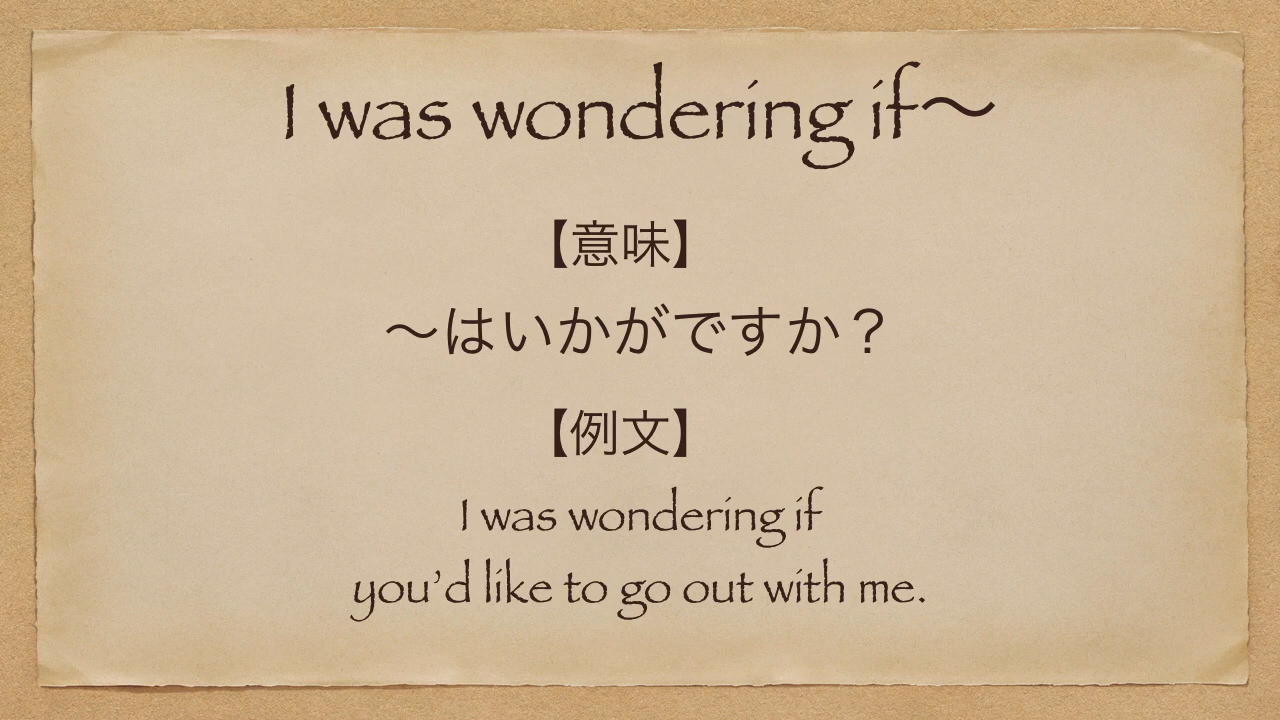 I was wondering if〜
【意味】
〜はいかがですか？
【例文】
I was wondering if
you’d like to go out with me.